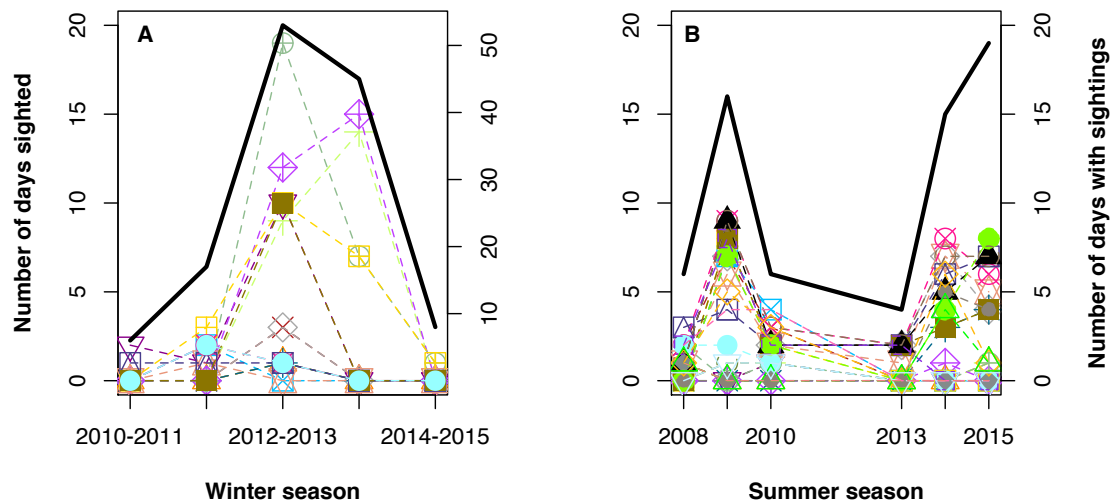 A
B
Number of days sighted
20
15
10
5
0
50
40
30
20
10
20
15
10
5
0
20
15
10
5
0
Number of days with sightings
2010-2011 2012-2013 2014-2015
2008 2010 2013 2015
Winter season
Summer season